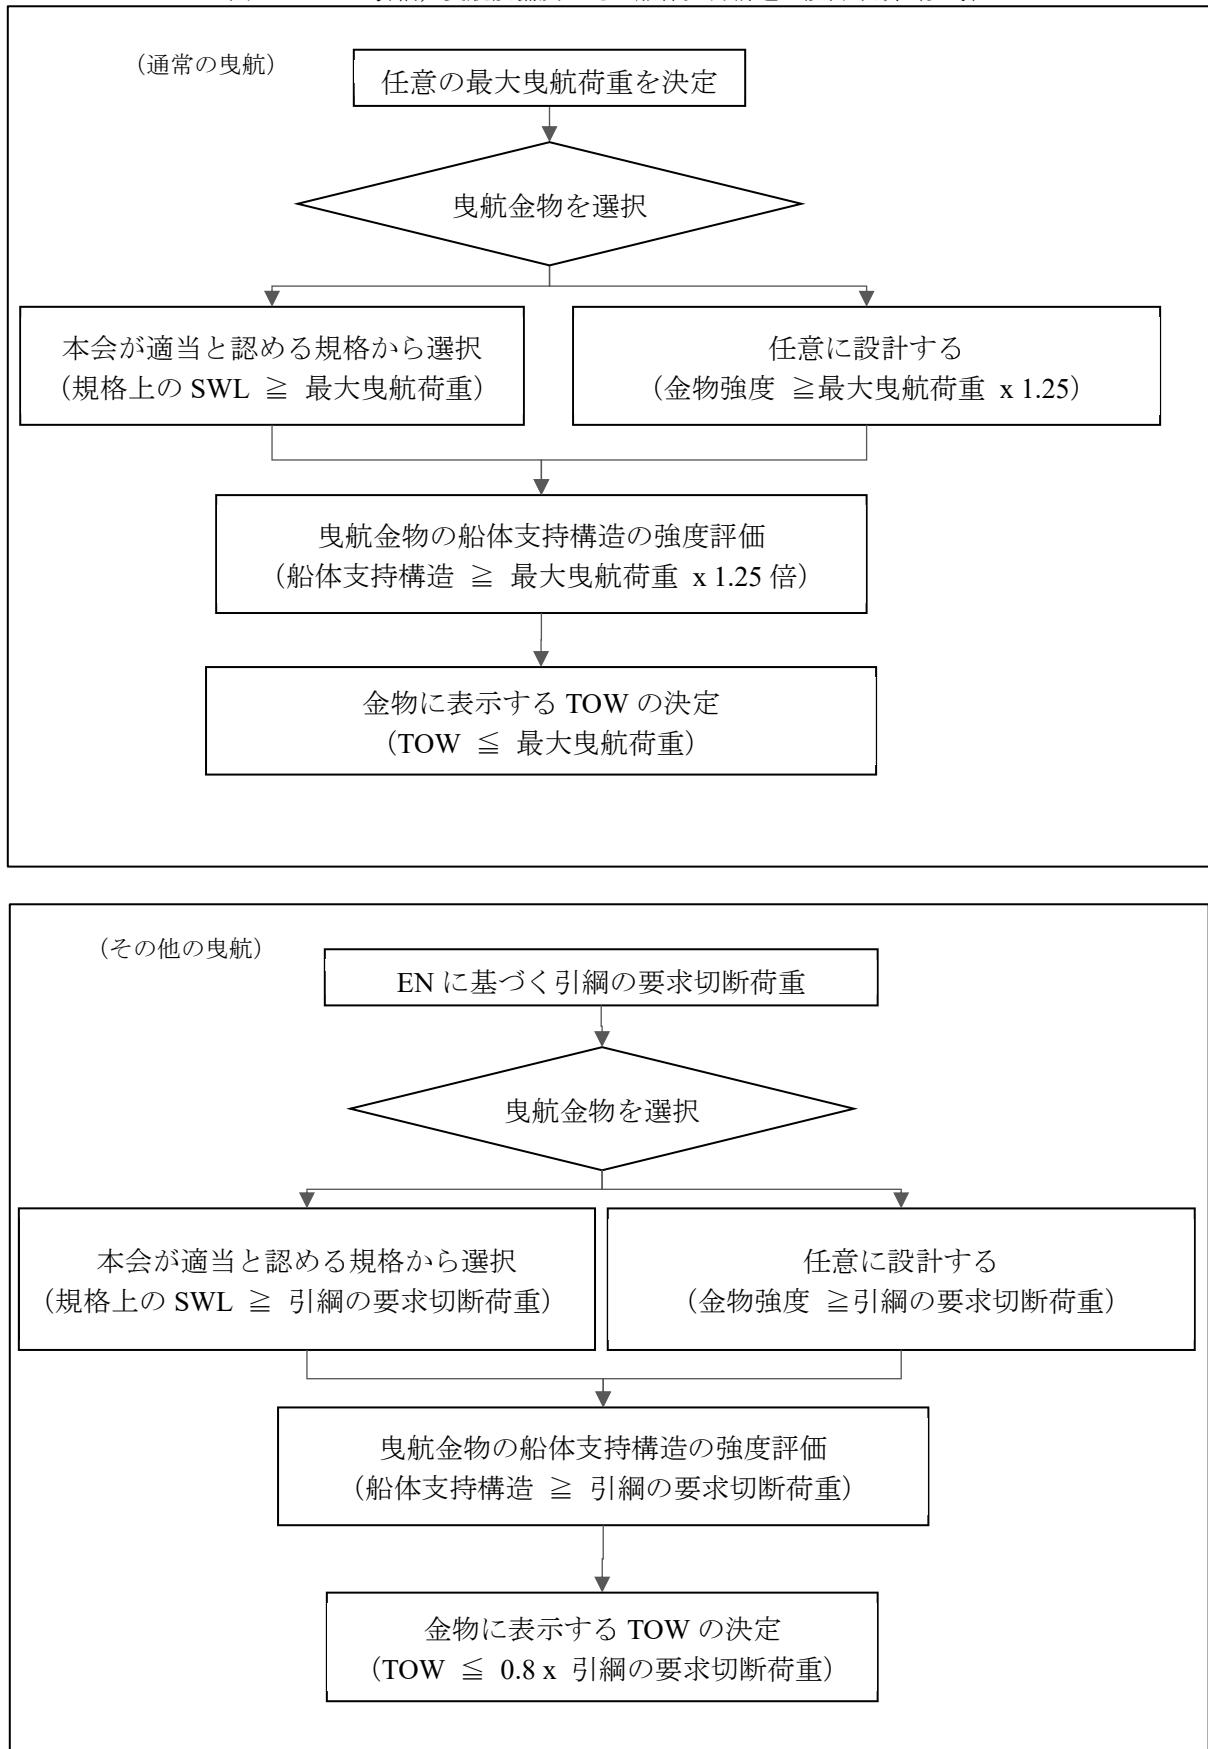 (通常の曳航)
任意の最大曳航荷重を決定
曳航金物を選択
本会が適当と認める規格から選択
(規格上の SWL ≧ 最大曳航荷重)
任意に設計する
(金物強度 ≧最大曳航荷重 x 1.25)
曳航金物の船体支持構造の強度評価
(船体支持構造 ≧ 最大曳航荷重 x 1.25 倍)
金物に表示する TOW の決定
(TOW ≦ 最大曳航荷重)
(その他の曳航)
EN に基づく引綱の要求切断荷重
曳航金物を選択
本会が適当と認める規格から選択
(規格上の SWL ≧ 引綱の要求切断荷重)
任意に設計する
(金物強度 ≧引綱の要求切断荷重)
曳航金物の船体支持構造の強度評価
(船体支持構造 ≧ 引綱の要求切断荷重)
金物に表示する TOW の決定
(TOW ≦ 0.8 x 引綱の要求切断荷重)